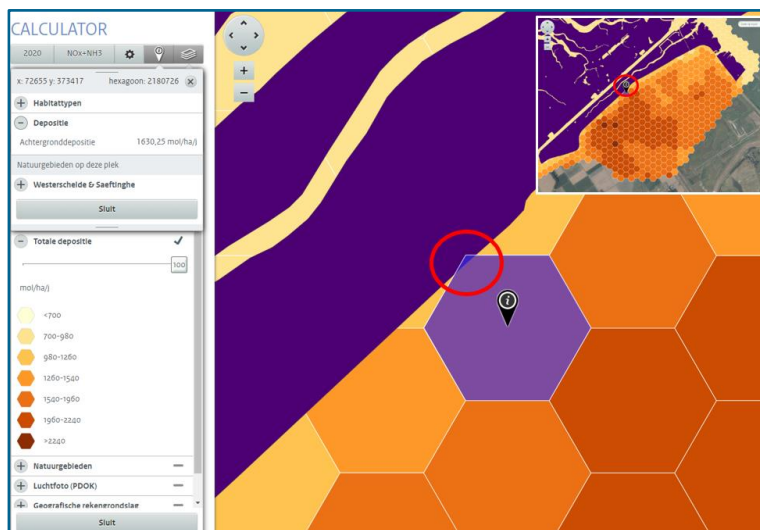 CALCULATOR
2020 NOx+NH3
x: 72655 y: 373417 hexagoon: 2180726
Habitattypen
Depositie
Achtergronddepositie 1630,25 mol/ha/j
Natuurgebieden op deze plek
Westerschelde & Saeftinghe
Sluit
Totale depositie
100
mol/ha/j
<700
700-980
980-1260
1260-1540
1540-1960
1960-2240
>2240
Natuurgebieden
Luchtfoto (PDOK)
Geografische rekengrondslag
Sluit